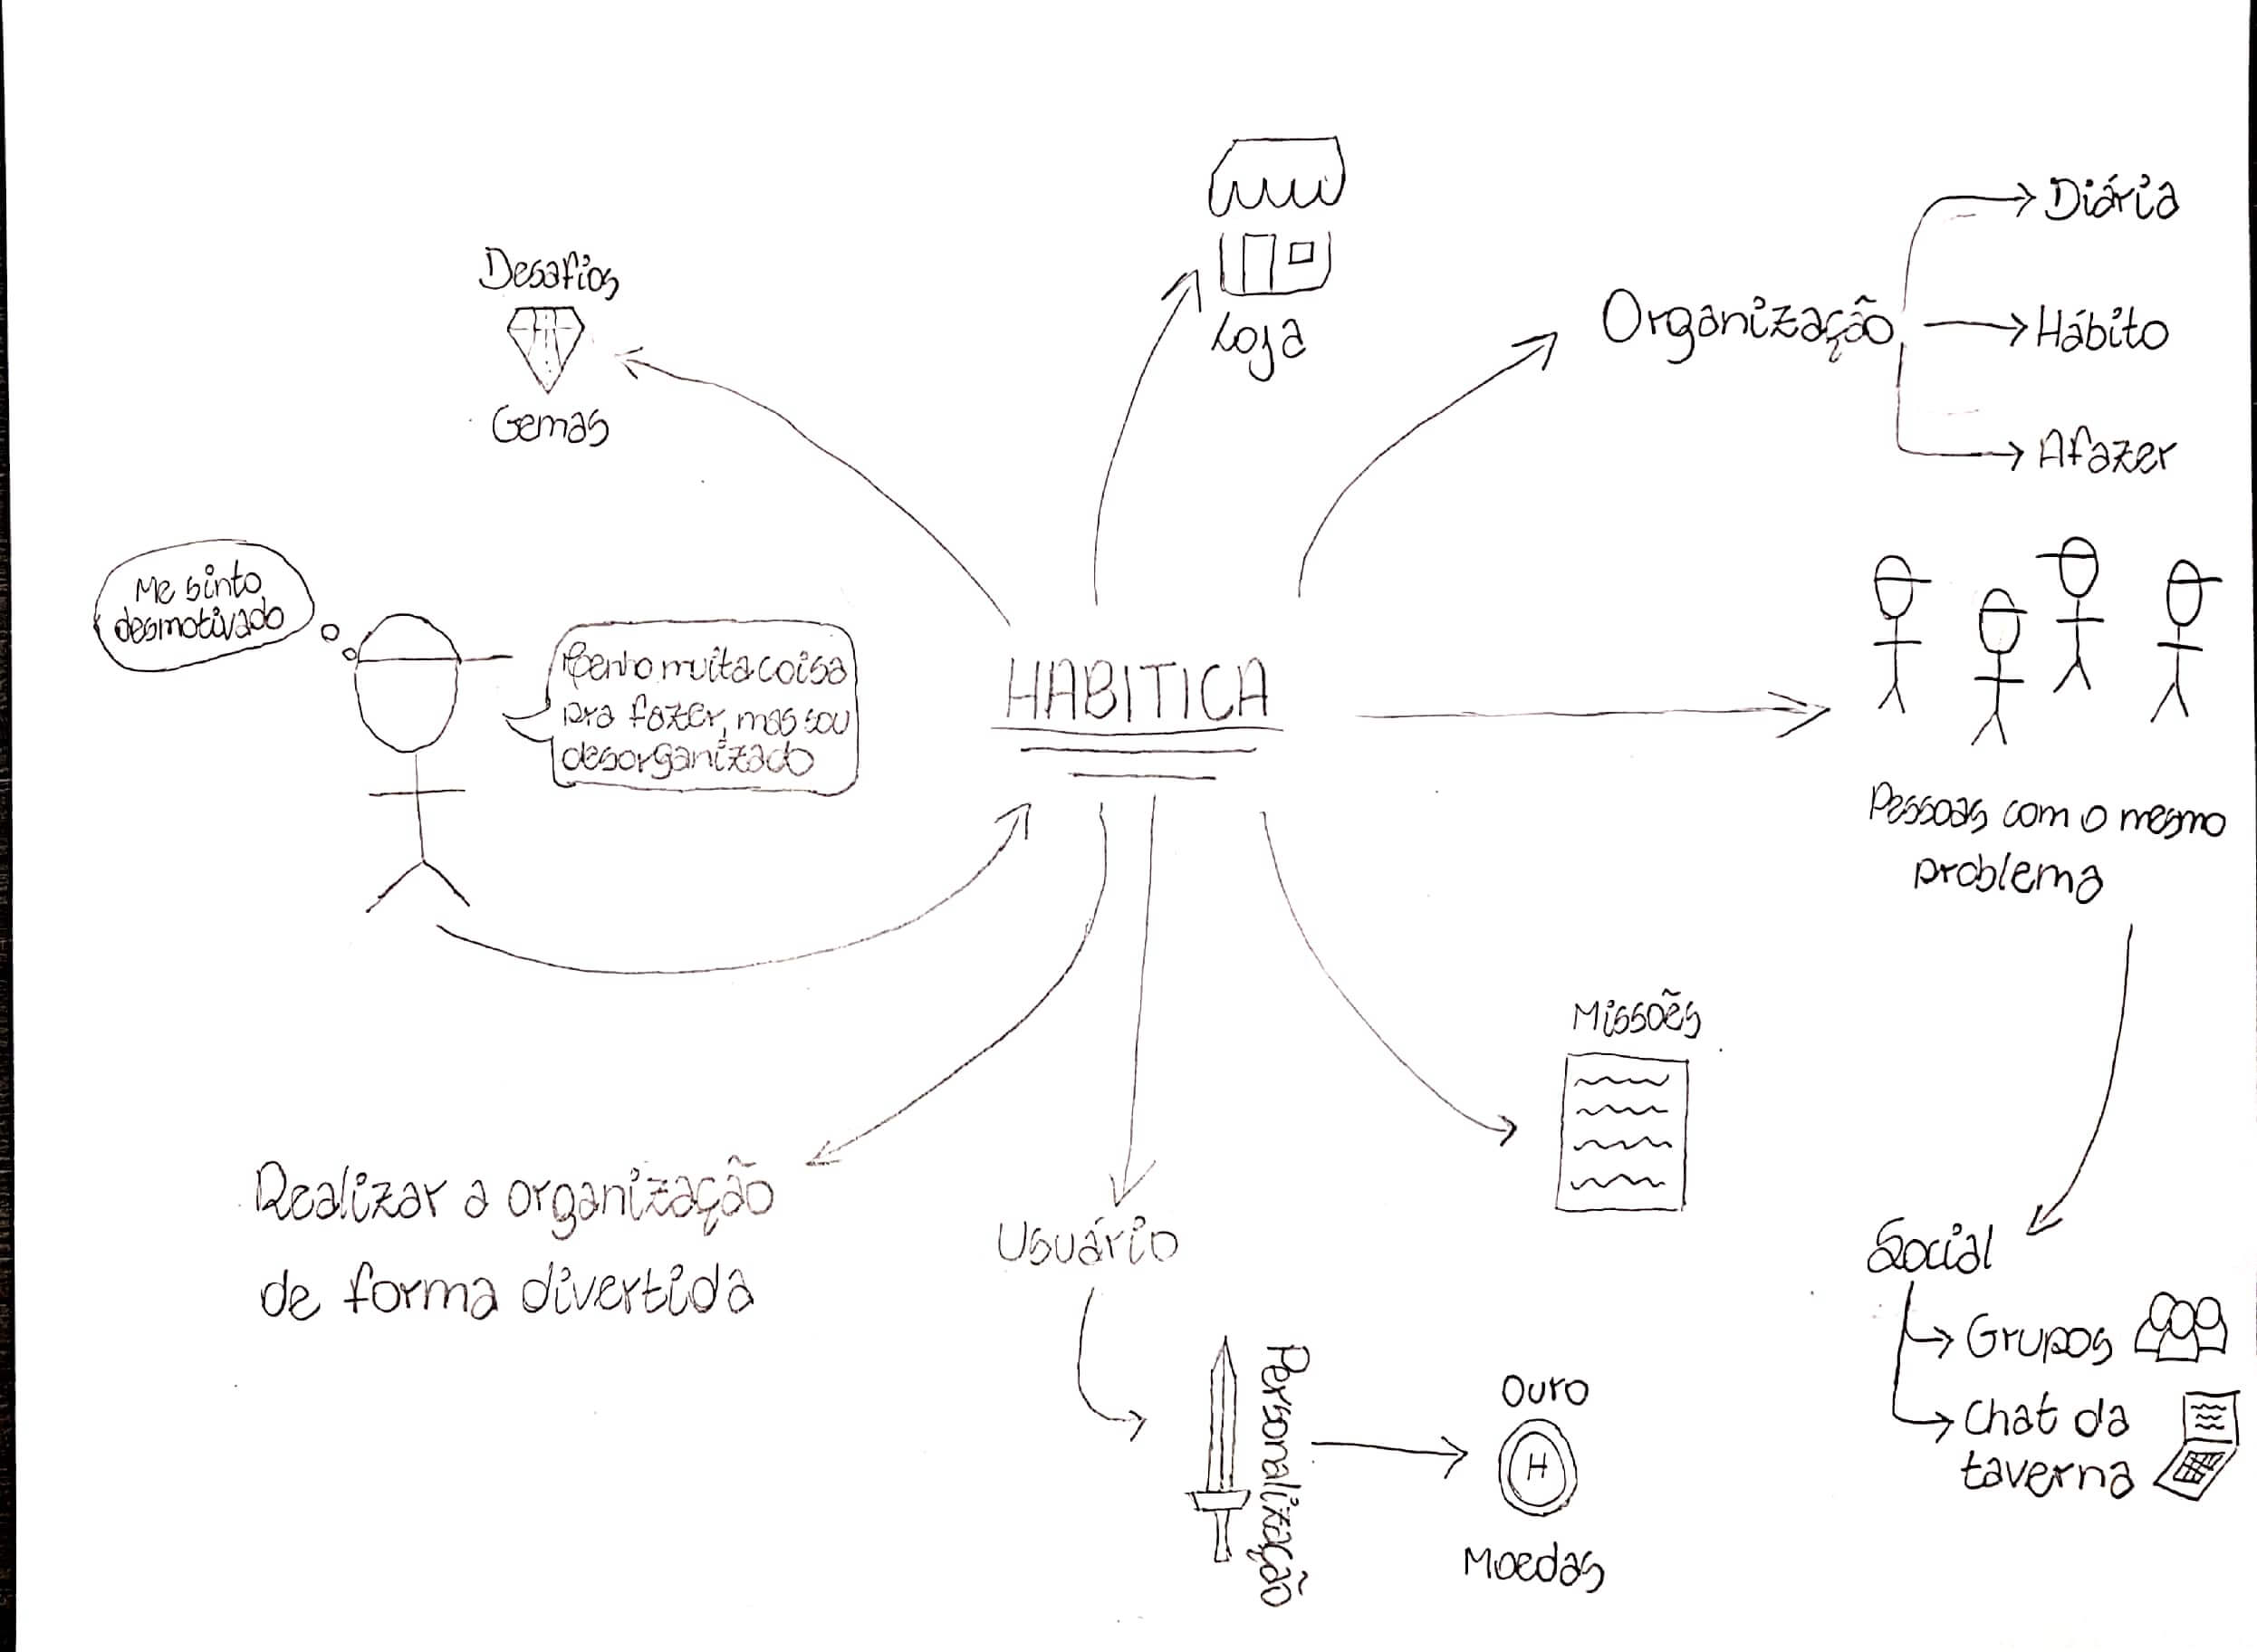 Desafios
Gemas
Loja
Organização
Diária
Hábito
Afazer
Me sinto
desmotivado
Tenho muita coisa
pra fazer, mas sou
desorganizado
HABITICA
Pessoas com o mesmo
problema
Missões
Realizar a organização
de forma divertida
Usuário
Personalização
Ouro
H
Moedas
Social
Grupos
Chat da
taverna